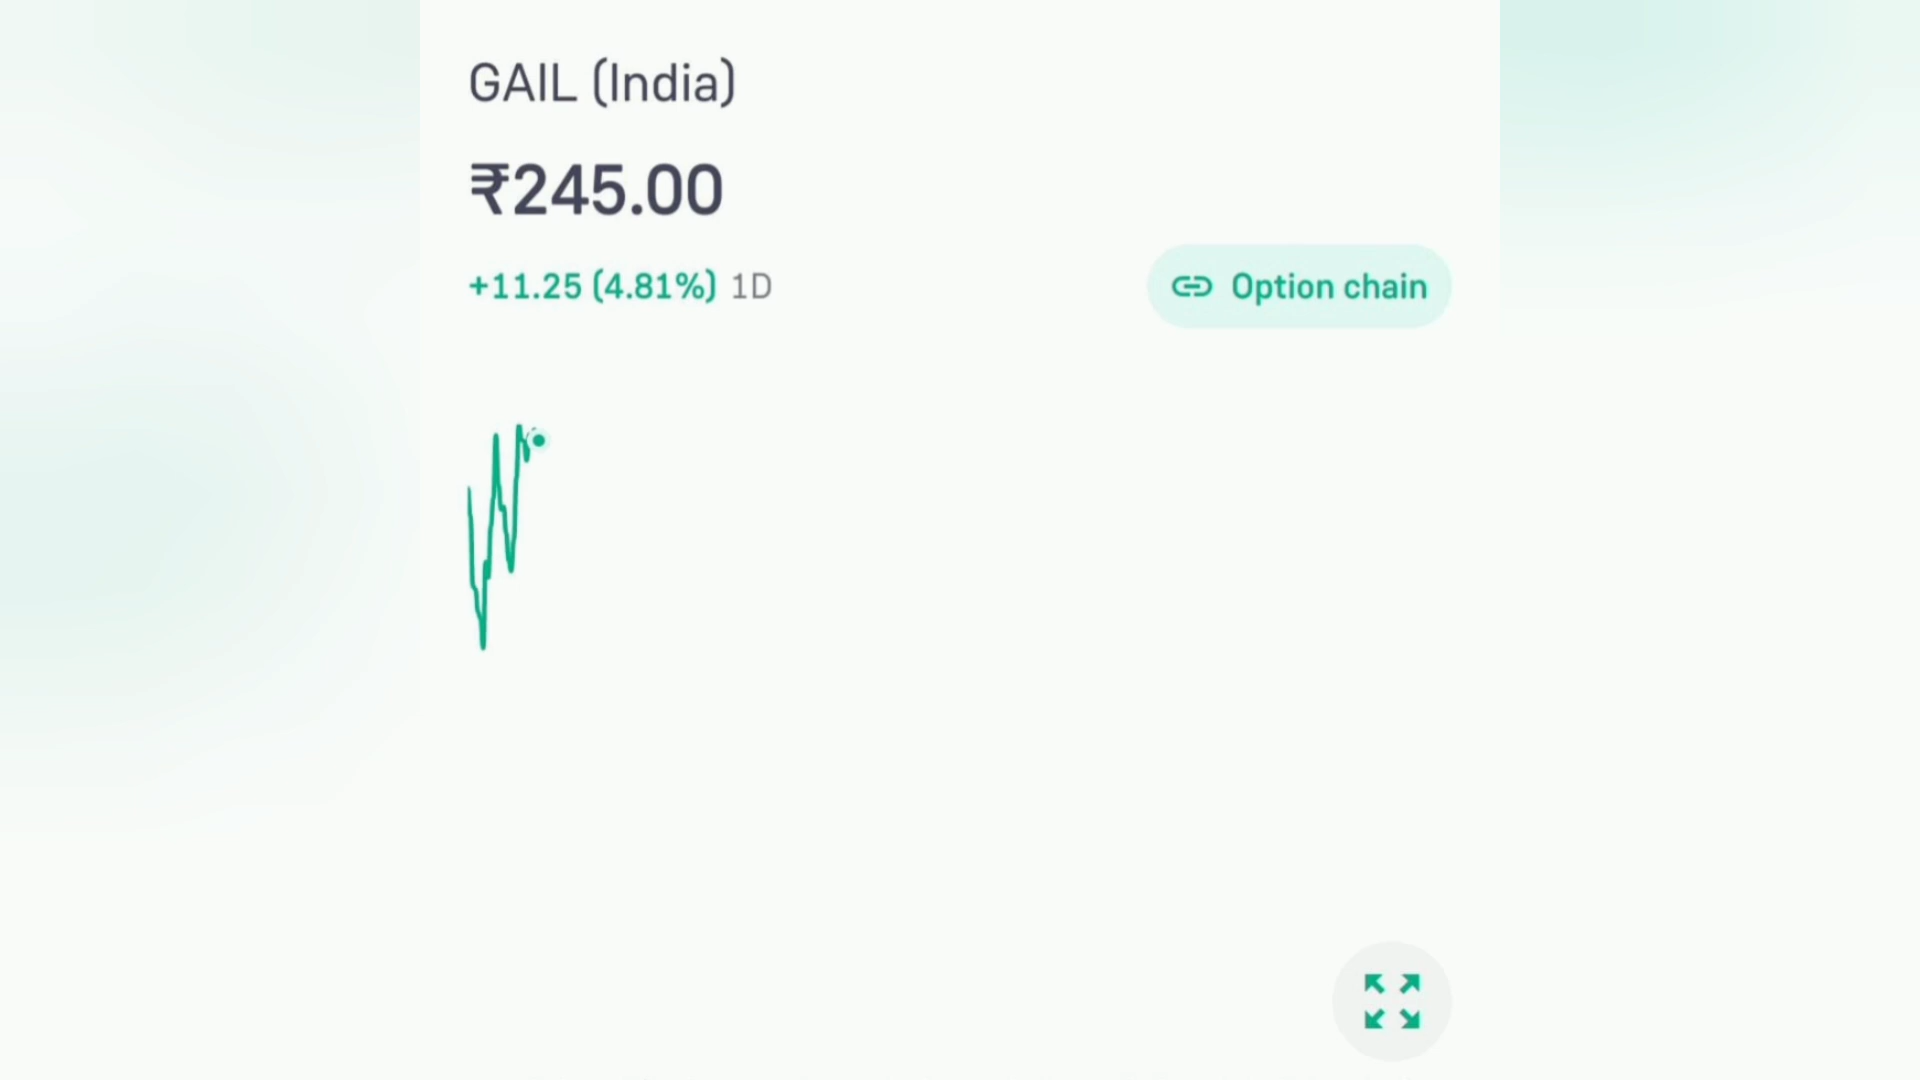 GAIL (India)
₹245.00
+11.25 (4.81%) 1D
Option chain